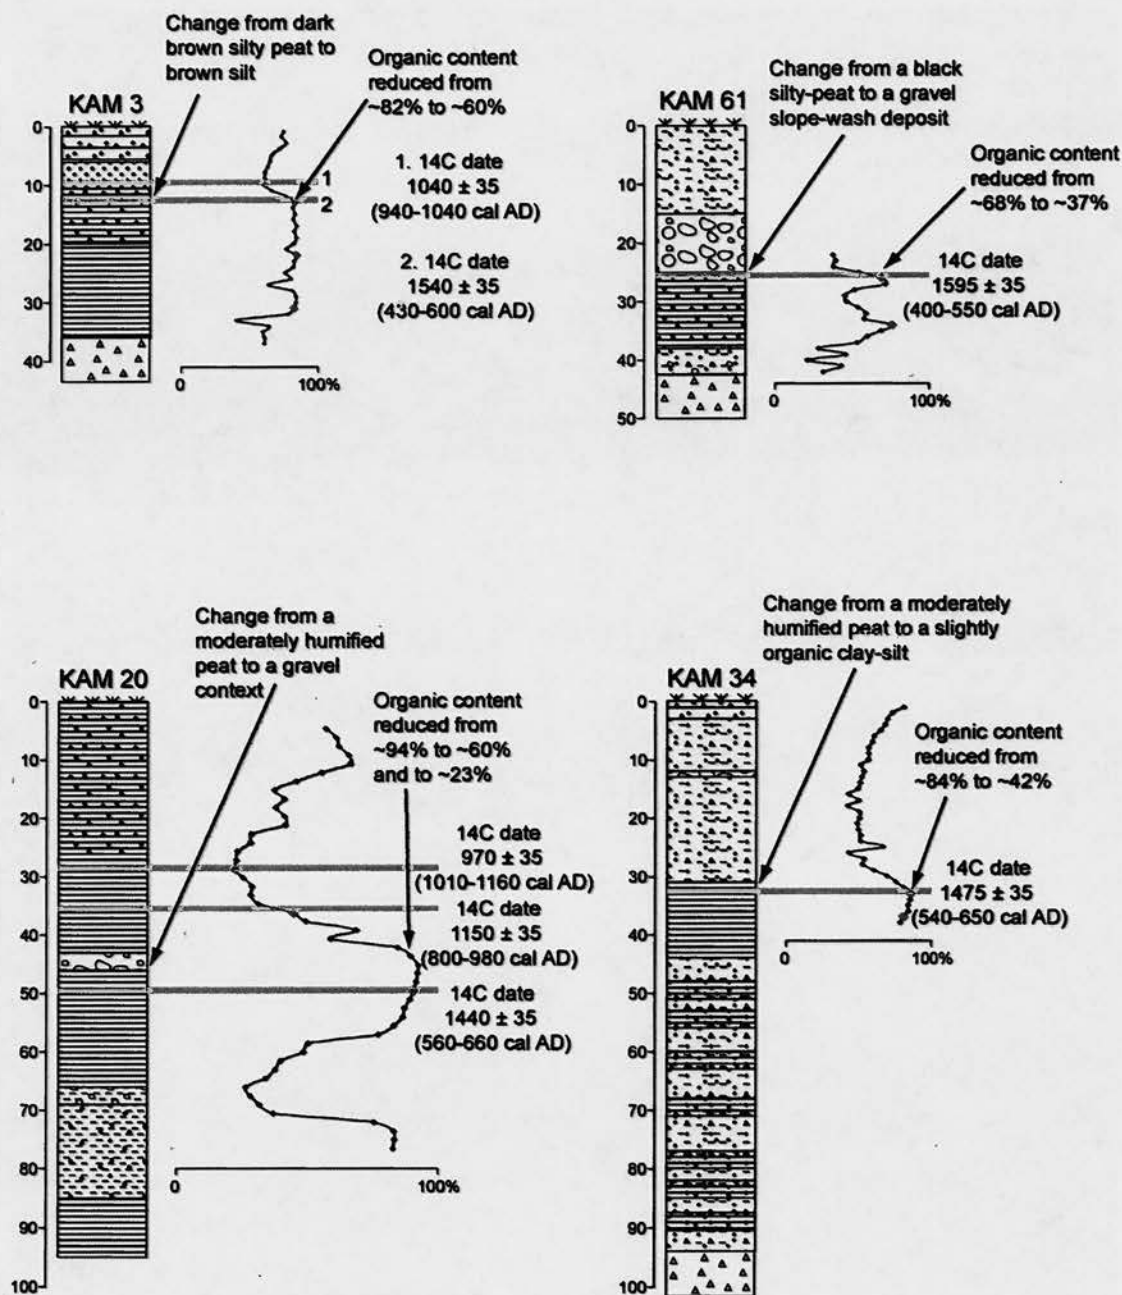 Change from dark
brown silty peat to
brown silt
Organic content
reduced from
~82% to ~60%
KAM 3
0
10
20
30
40
1
2
1. 14C date
1040 ± 35
(940-1040 cal AD)
2. 14C date
1540 ± 35
(430-600 cal AD)
0
100%
Change from a black
silty-peat to a gravel
slope-wash deposit
KAM 61
Organic content
reduced from
~68% to ~37%
0
10
20
30
40
50
14C date
1595 ± 35
(400-550 cal AD)
0
100%
Change from a
moderately humified
peat to a gravel
context
KAM 20
Organic content
reduced from
~94% to ~60%
and to ~23%
0
10
20
30
40
50
60
70
80
90
100
14C date
970 ± 35
(1010-1160 cal AD)
14C date
1150 ± 35
(800-980 cal AD)
14C date
1440 ± 35
(560-660 cal AD)
0
100%
Change from a moderately
humified peat to a slightly
organic clay-silt
KAM 34
Organic content
reduced from
~84% to ~42%
0
10
20
30
40
50
60
70
80
90
100
14C date
1475 ± 35
(540-650 cal AD)
0
100%